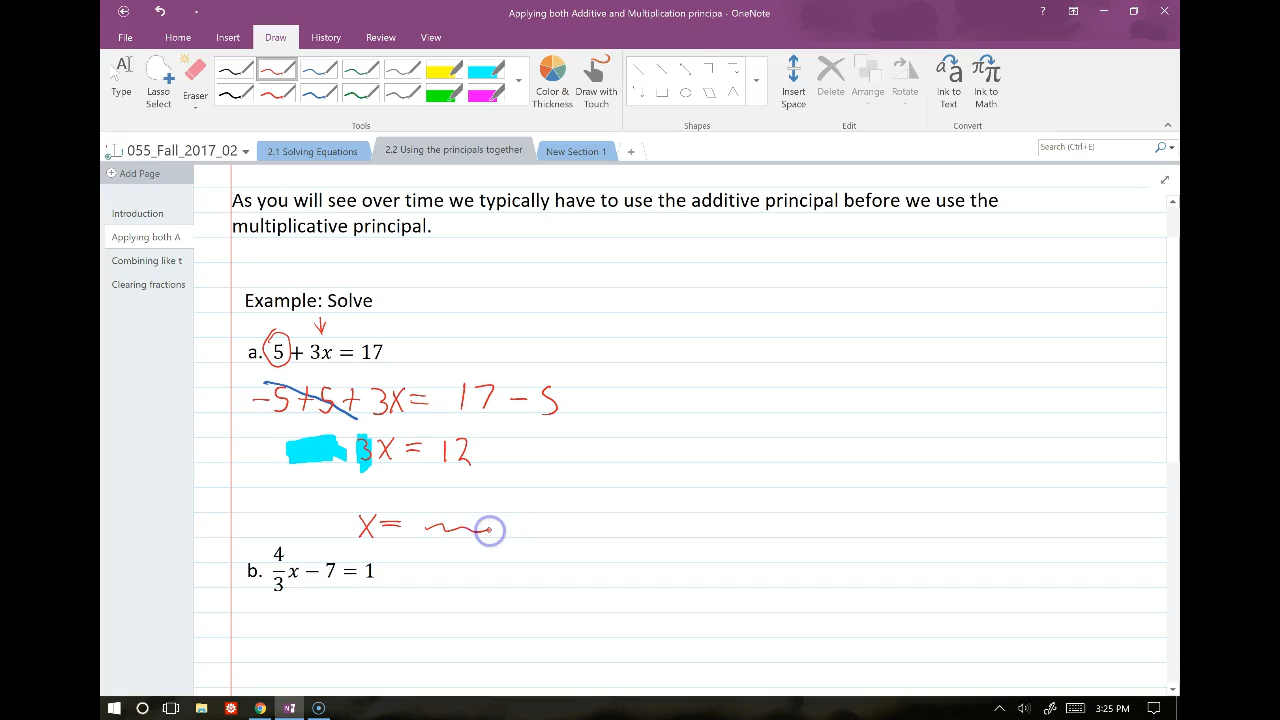 Applying both Additive and Multiplication principa - OneNote
?
File Home Insert Draw History Review View
Type
Lasso Select
Eraser
Color & Thickness
Draw with Touch
Insert Space
Delete
Arrange
Rotate
Ink to Text
Ink to Math
Tools
Shapes
Edit
Convert
055_Fall_2017_02
2.1 Solving Equations
2.2 Using the principals together
New Section 1
Search (Ctrl+E)
Add Page
Introduction
Applying both A
Combining like t
Clearing fractions
As you will see over time we typically have to use the additive principal before we use the
multiplicative principal.
Example: Solve
a. 5 + 3x = 17
-5 +5 + 3x = 17 - 5
3x = 12
x =
b. 4/3 x − 7 = 1
3:25 PM